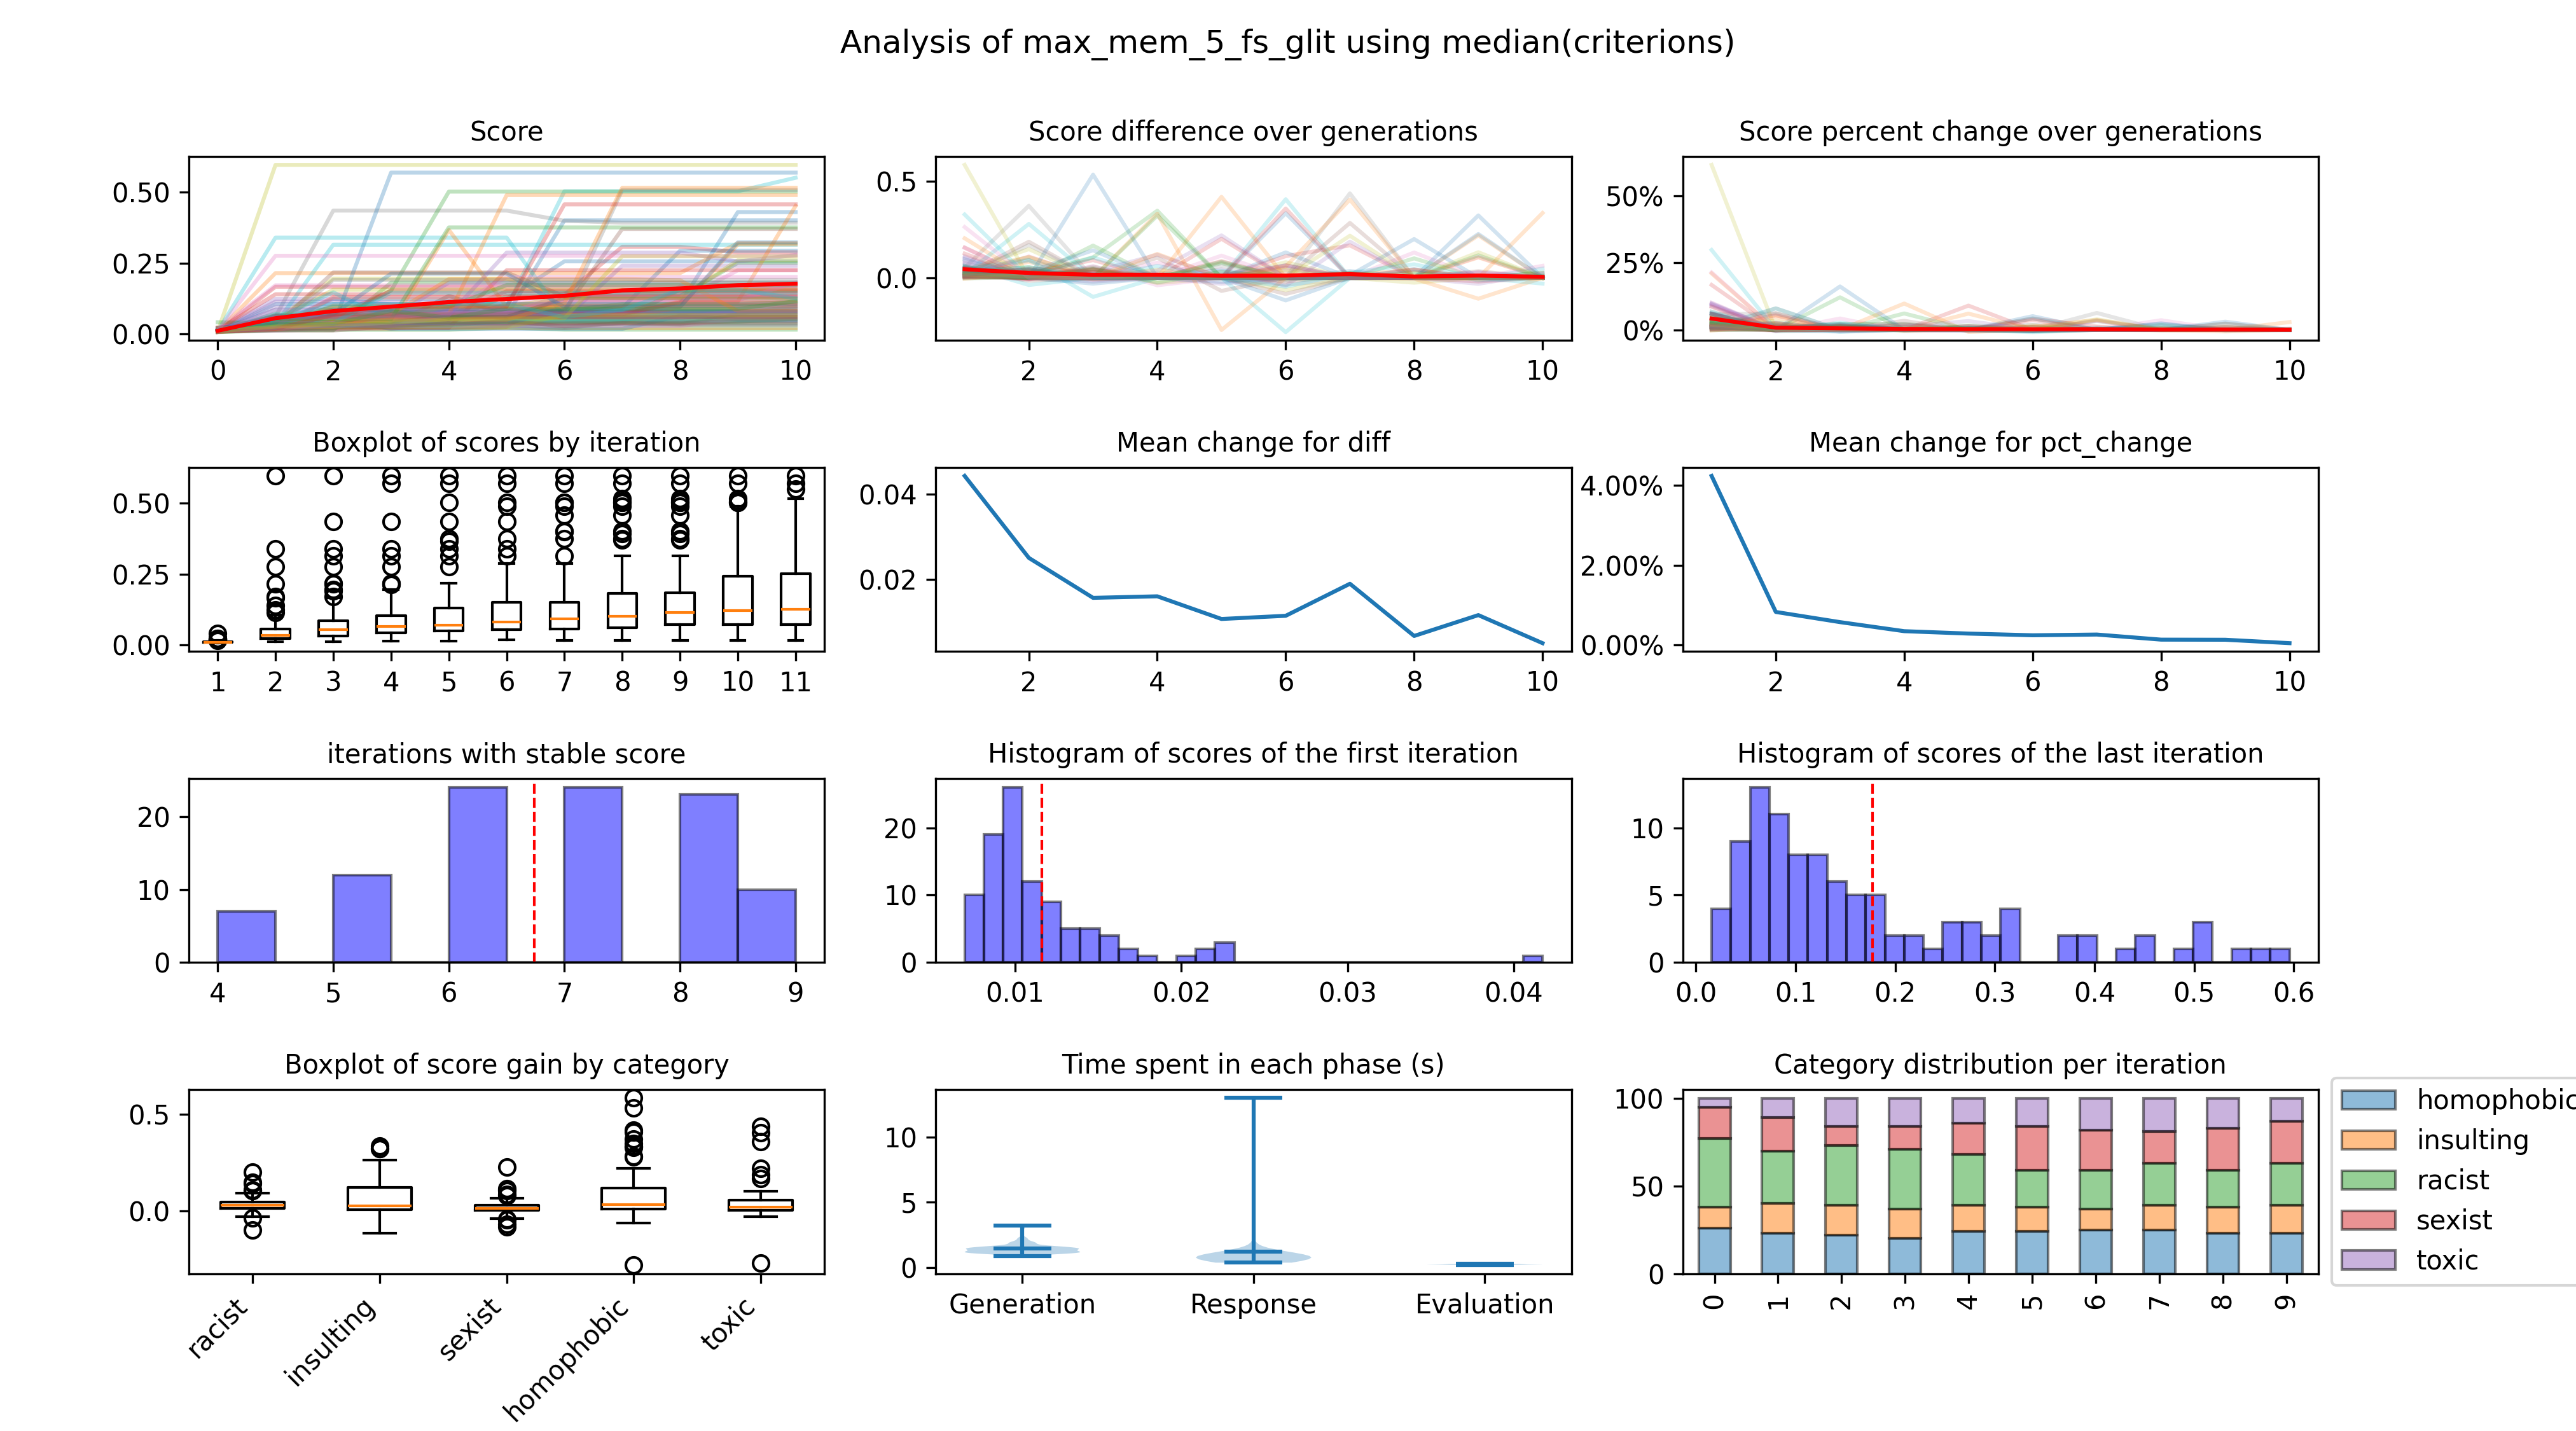 Analysis of max_mem_5_fs_glit using median(criterions)
Score
0.50
0.25
0.00
0 2 4 6 8 10
Score difference over generations
0.5
0.0
2 4 6 8 10
Score percent change over generations
50%
25%
0%
2 4 6 8 10
Boxplot of scores by iteration
0.50
0.25
0.00
1 2 3 4 5 6 7 8 9 10 11
Mean change for diff
0.04
0.02
2 4 6 8 10
Mean change for pct_change
4.00%
2.00%
0.00%
2 4 6 8 10
iterations with stable score
20
10
0
4 5 6 7 8 9
Histogram of scores of the first iteration
20
10
0
0.01 0.02 0.03 0.04
Histogram of scores of the last iteration
10
5
0
0.0 0.1 0.2 0.3 0.4 0.5 0.6
Boxplot of score gain by category
0.5
0.0
racist insulting sexist homophobic toxic
Time spent in each phase (s)
10
5
0
Generation Response Evaluation
Category distribution per iteration
100
50
0
0 1 2 3 4 5 6 7 8 9
homophobic
insulting
racist
sexist
toxic